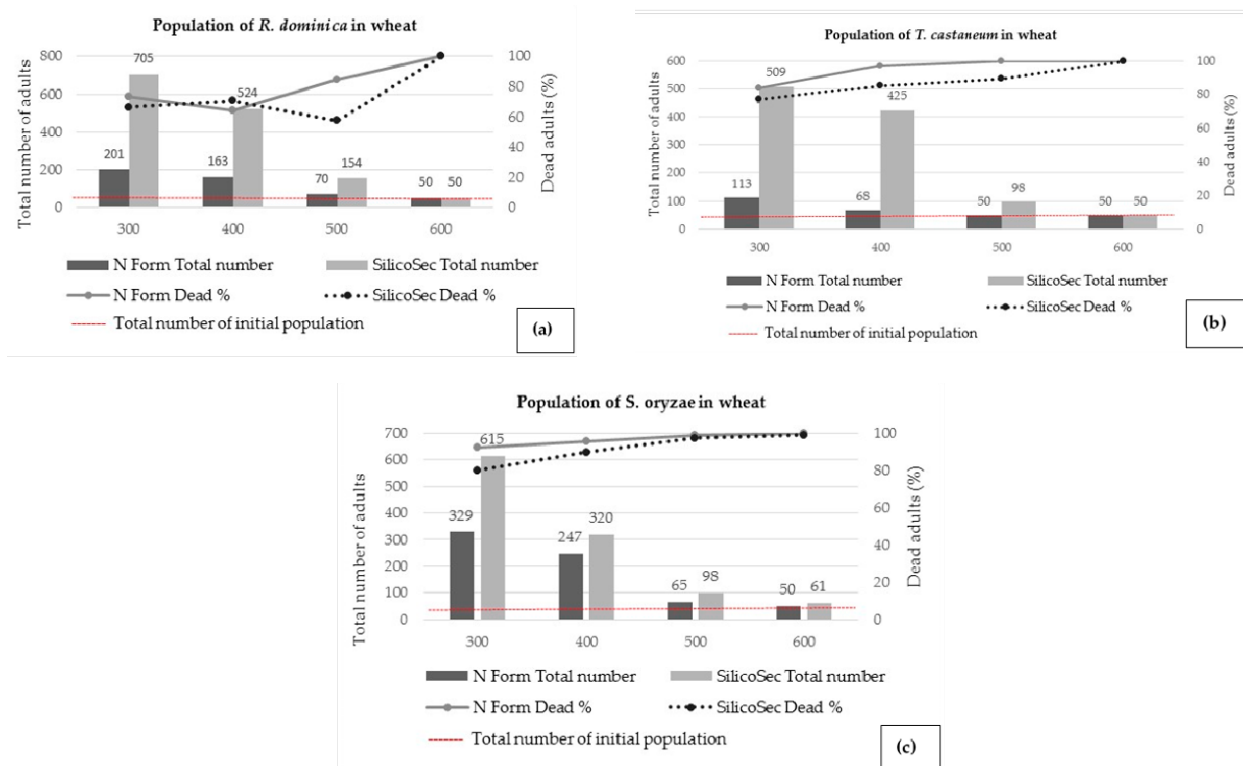 Population of R. dominica in wheat
Total number of adults
800
600
400
200
0
705
524
201
163
154
70
50
50
100
80
60
40
20
0
Dead adults (%)
300
400
500
600
N Form Total number
SilicoSec Total number
N Form Dead %
SilicoSec Dead %
Total number of initial population
(a)
Population of T. castaneum in wheat
Total number of adults
600
500
400
300
200
100
0
509
425
113
68
50
98
50
50
100
80
60
40
20
0
Dead adults (%)
300
400
500
600
N Form Total number
SilicoSec Total number
N Form Dead %
SilicoSec Dead %
Total number of initial population
(b)
Population of S. oryzae in wheat
Total number of adults
700
600
500
400
300
200
100
0
615
329
247
320
65
98
50
61
100
80
60
40
20
0
Dead adults (%)
300
400
500
600
N Form Total number
SilicoSec Total number
N Form Dead %
SilicoSec Dead %
Total number of initial population
(c)